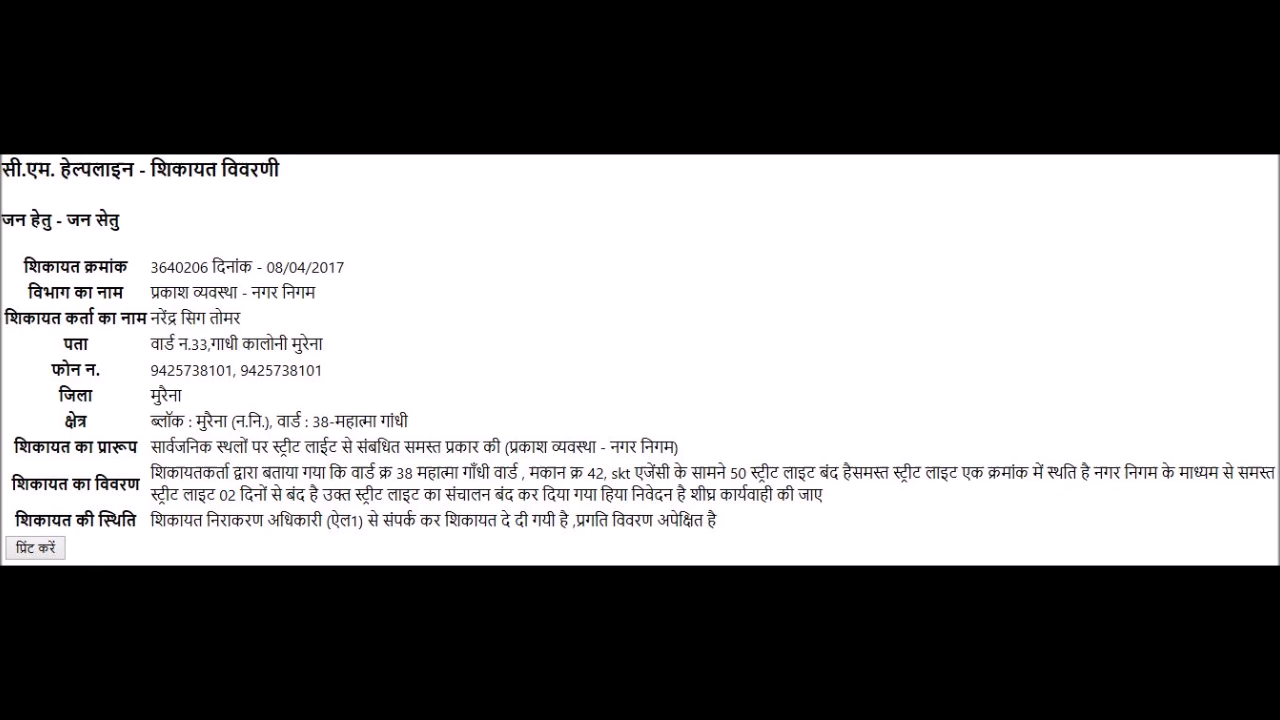 सी.एम. हेल्पलाइन - शिकायत विवरणी
जन हेतु - जन सेतु
शिकायत क्रमांक 3640206 दिनांक - 08/04/2017
विभाग का नाम प्रकाश व्यवस्था - नगर निगम
शिकायत कर्ता का नाम नरेंद्र सिग तोमर
पता वार्ड न.33,गाधी कालोनी मुरेना
फोन न. 9425738101, 9425738101
जिला मुरैना
क्षेत्र ब्लॉक : मुरैना (न.नि.), वार्ड : 38-महात्मा गांधी
शिकायत का प्रारूप सार्वजनिक स्थलों पर स्ट्रीट लाईट से संबधित समस्त प्रकार की (प्रकाश व्यवस्था - नगर निगम)
शिकायत का विवरण शिकायतकर्ता द्वारा बताया गया कि वार्ड क्र 38 महात्मा गाँधी वार्ड , मकान क्र 42, skt एजेंसी के सामने 50 स्ट्रीट लाइट बंद हैसमस्त स्ट्रीट लाइट एक क्रमांक में स्थति है नगर निगम के माध्यम से समस्त
स्ट्रीट लाइट 02 दिनों से बंद है उक्त स्ट्रीट लाइट का संचालन बंद कर दिया गया हिया निवेदन है शीघ्र कार्यवाही की जाए
शिकायत की स्थिति शिकायत निराकरण अधिकारी (ऐल1) से संपर्क कर शिकायत दे दी गयी है ,प्रगति विवरण अपेक्षित है
प्रिंट करें